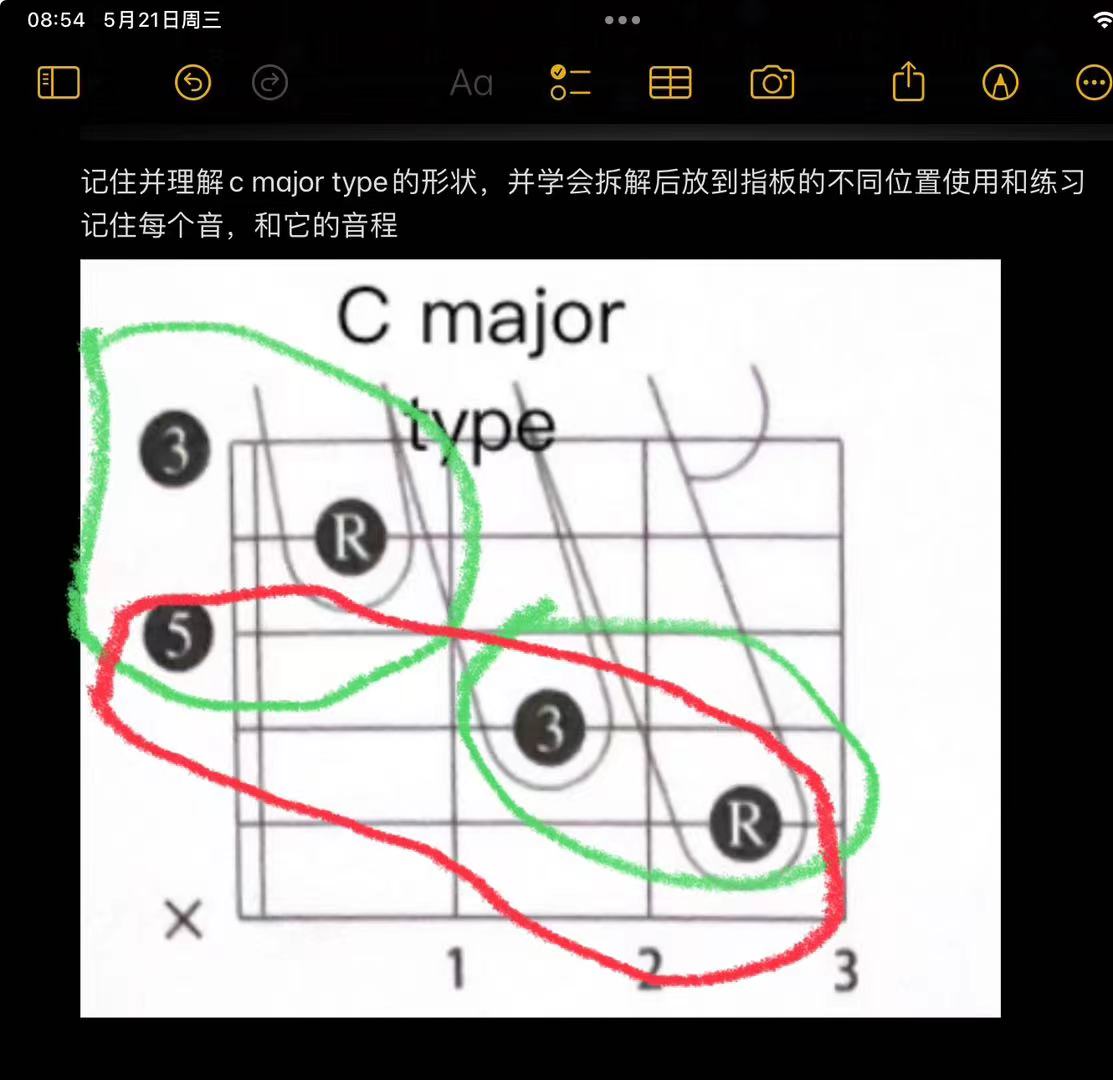 08:54 5月21日周三
Aa
记住并理解c major type的形状，并学会拆解后放到指板的不同位置使用和练习
记住每个音，和它的音程
C major
type
3
R
5
3
R
×
1 2 3